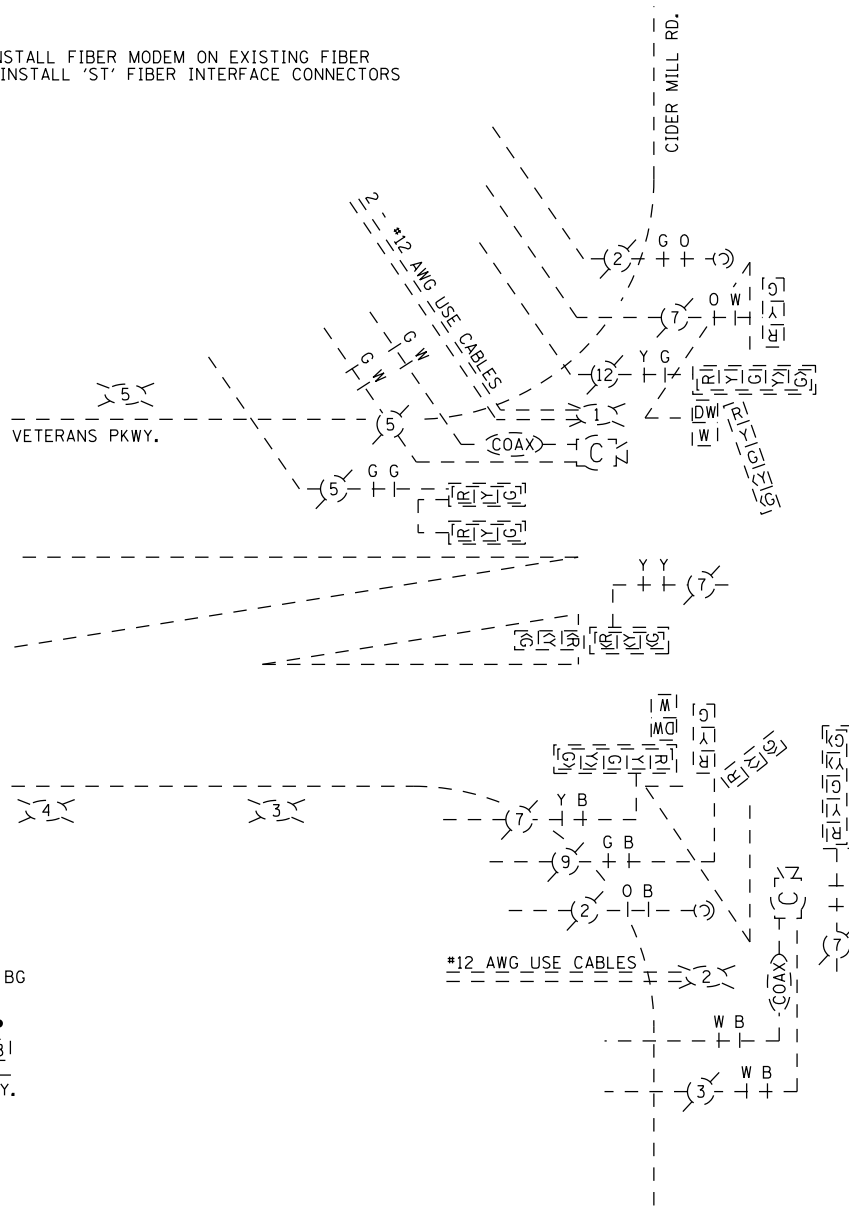 NSTALL FIBER MODEM ON EXISTING FIBER
INSTALL 'ST' FIBER INTERFACE CONNECTORS
CIDER MILL RD.
2 - #12 AWG USE CABLES
2 G O
7 O W
G Y R
12 Y G
R Y G Y G
G W
G W
5
VETERANS PKWY.
5
1
DW
W
R Y G Y G
COAX
C
5 G G
R Y G
R Y G
Y Y 7
R Y G
R Y G
W
DW
G Y R
R Y G
R Y G Y G
G Y G Y R
4
3
7 Y B
9 G B
2 O B
C
#12 AWG USE CABLES 2
COAX
7
BG
W B
3 W B
Y.